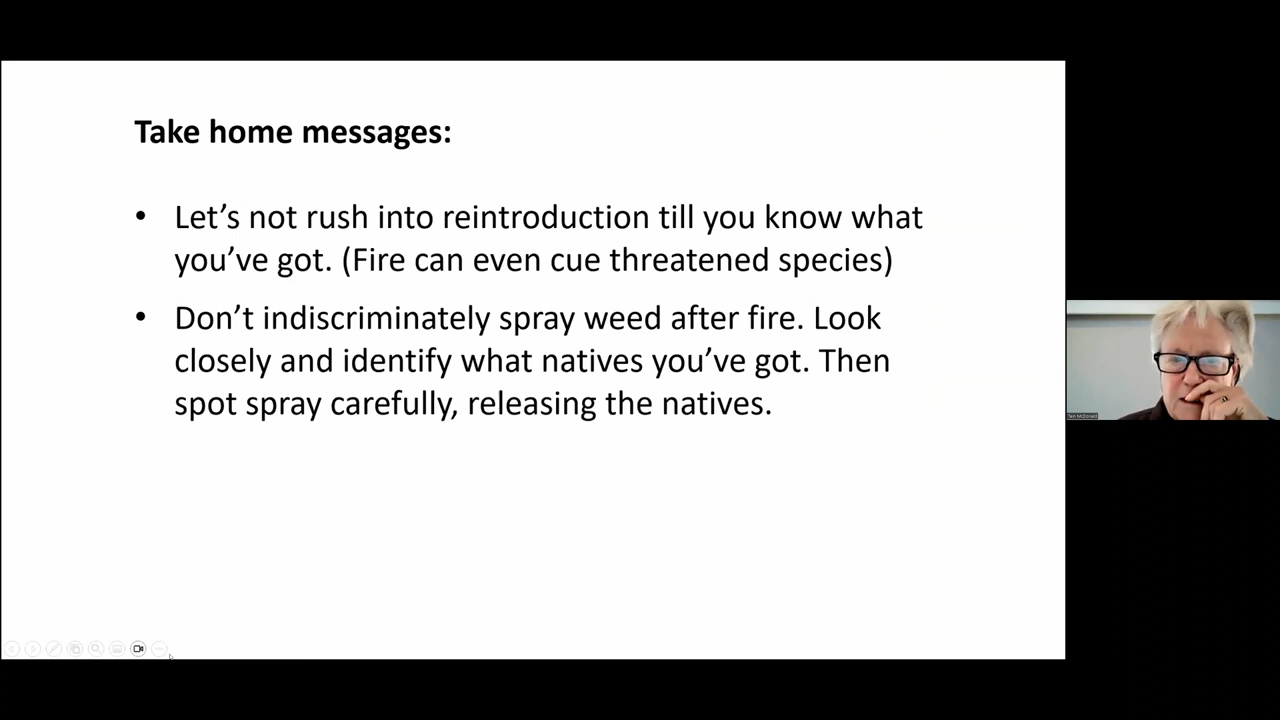 Take home messages:
• Let’s not rush into reintroduction till you know what
you’ve got. (Fire can even cue threatened species)
• Don’t indiscriminately spray weed after fire. Look
closely and identify what natives you’ve got. Then
spot spray carefully, releasing the natives.
Tein McDonald